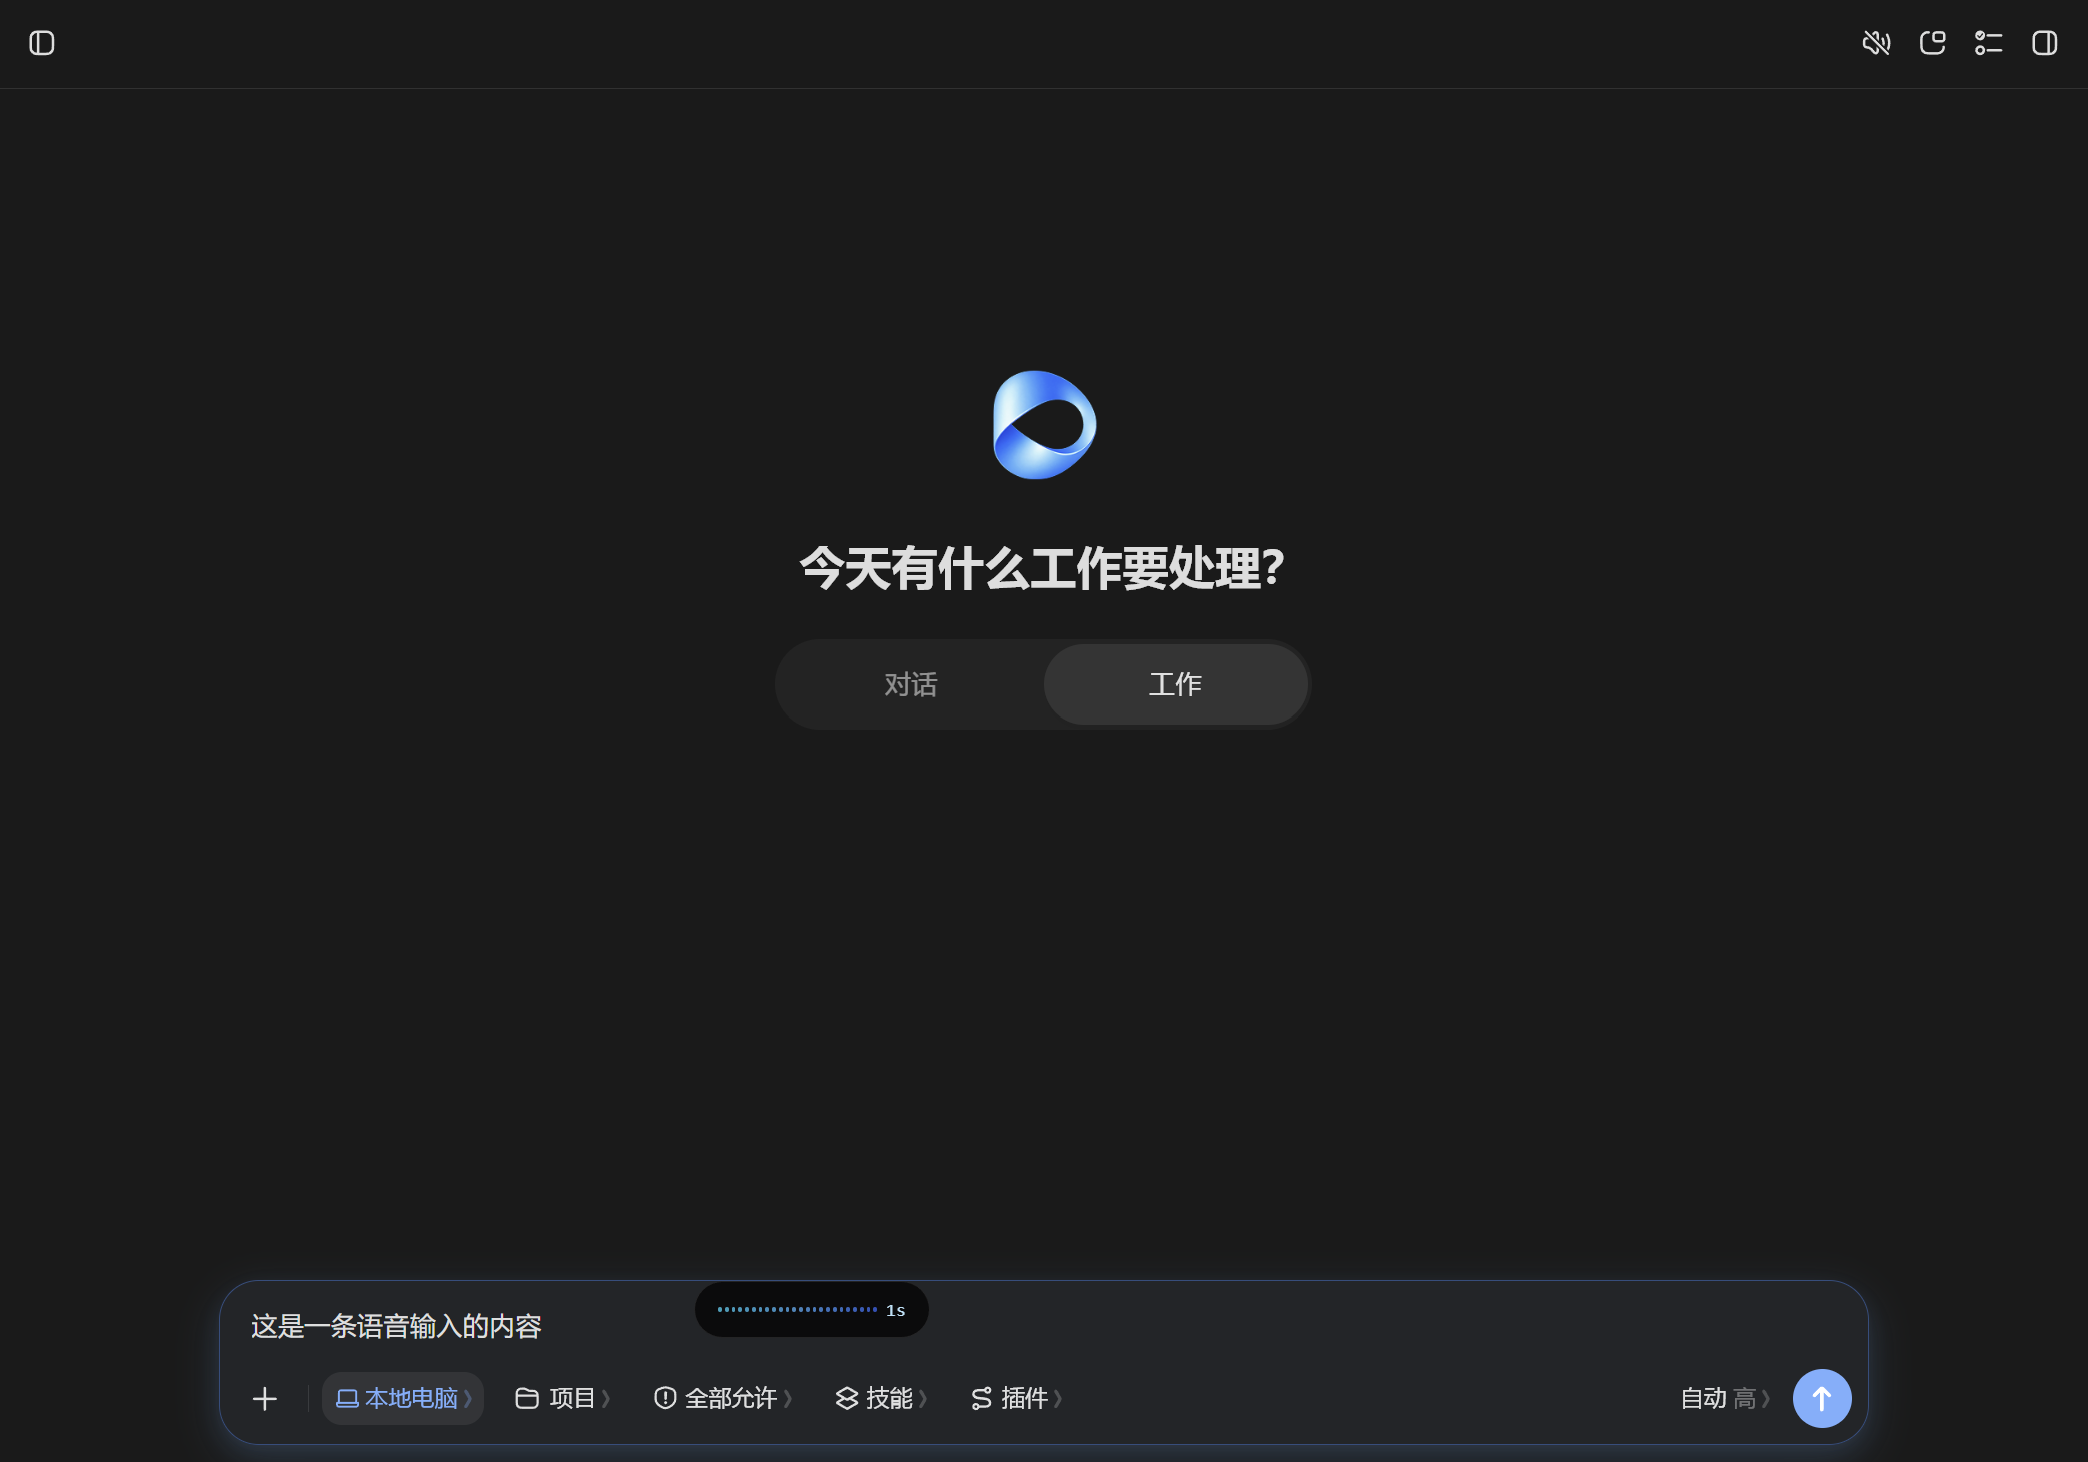 今天有什么工作要处理？
对话 工作
这是一条语音输入的内容
1s
本地电脑 项目 全部允许 技能 插件 自动 高